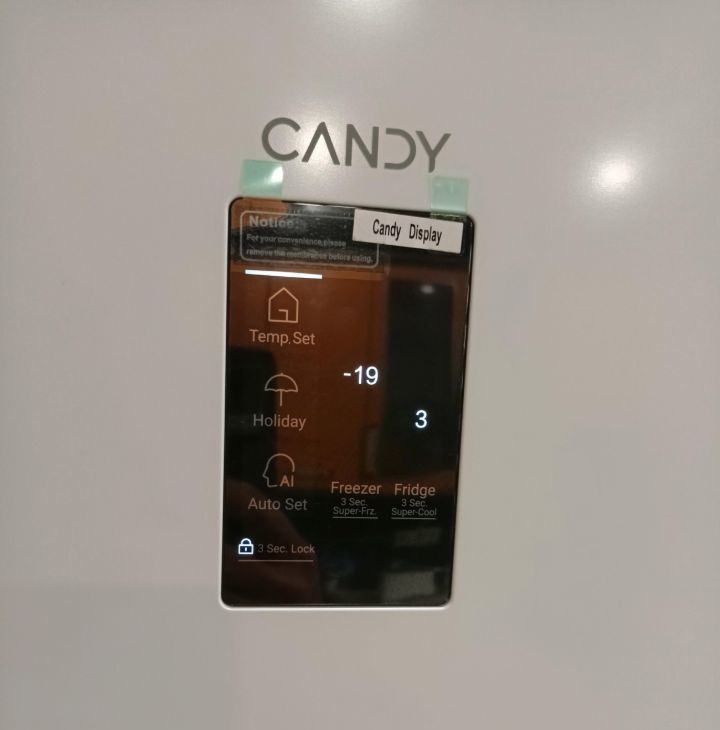 CANDY
Notice:
For your convenience,please
remove the membranes before using.
Candy Display
Temp.Set
-19
Holiday
3
AI
Auto Set
Freezer
3 Sec.
Super-Frz.
Fridge
3 Sec.
Super-Cool
3 Sec. Lock